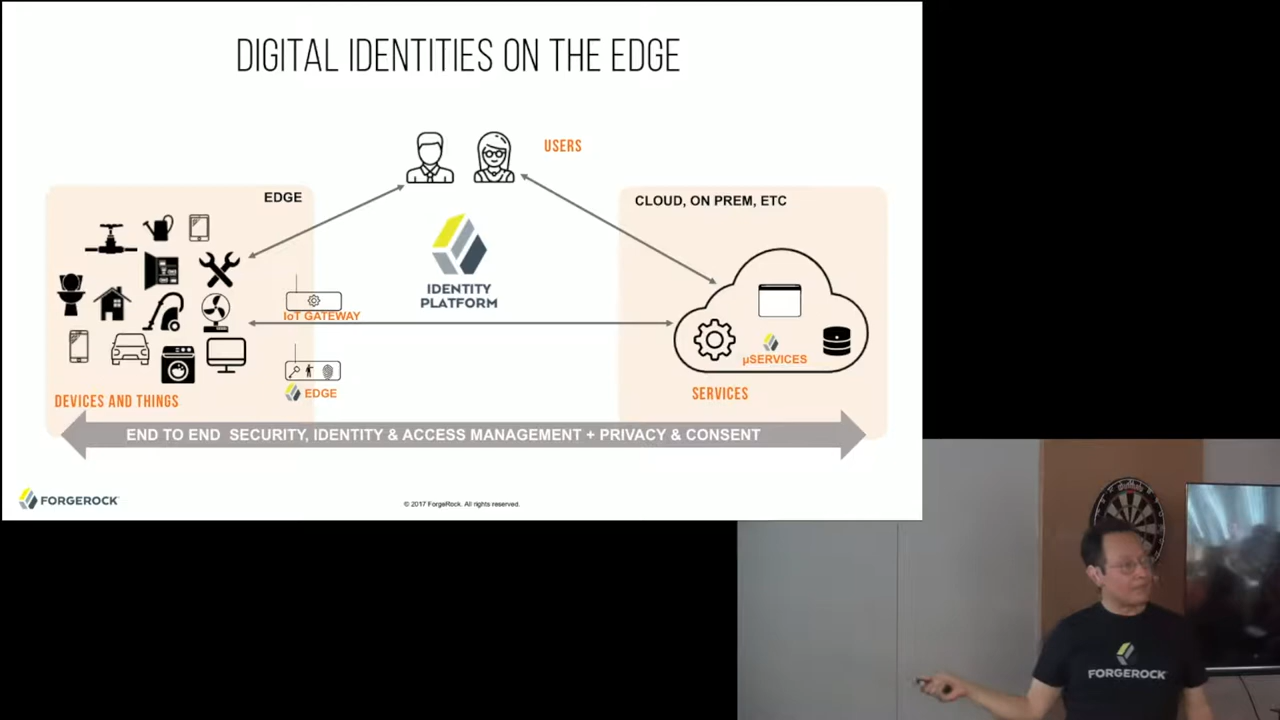 DIGITAL IDENTITIES ON THE EDGE
USERS
EDGE
CLOUD, ON PREM, ETC
IDENTITY
PLATFORM
IoT GATEWAY
µSERVICES
EDGE
SERVICES
DEVICES AND THINGS
END TO END SECURITY, IDENTITY & ACCESS MANAGEMENT + PRIVACY & CONSENT
FORGEROCK
© 2017 ForgeRock. All rights reserved.
FORGEROCK